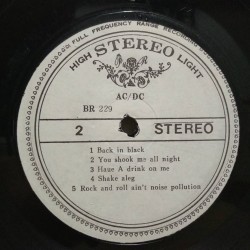 FULL FREQUENCY RANGE RECORDING
HIGH STEREO LIGHT
AC/DC
BR 229
2 STEREO
1 Back in black
2 You shook me all night
3 Haue A drink on me
4 Shake aleg
5 Rock and roll ain't noise pollution